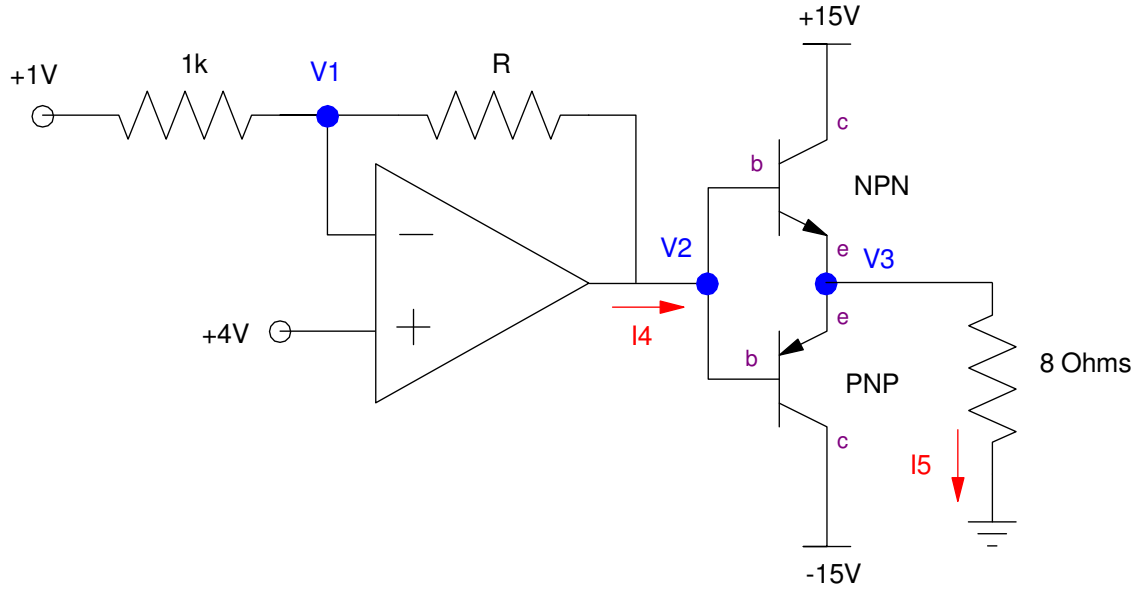 +15V
1k
V1
R
+1V
c
b
NPN
−
V2
e
V3
+4V
+
I4
e
b
PNP
8 Ohms
c
I5
-15V